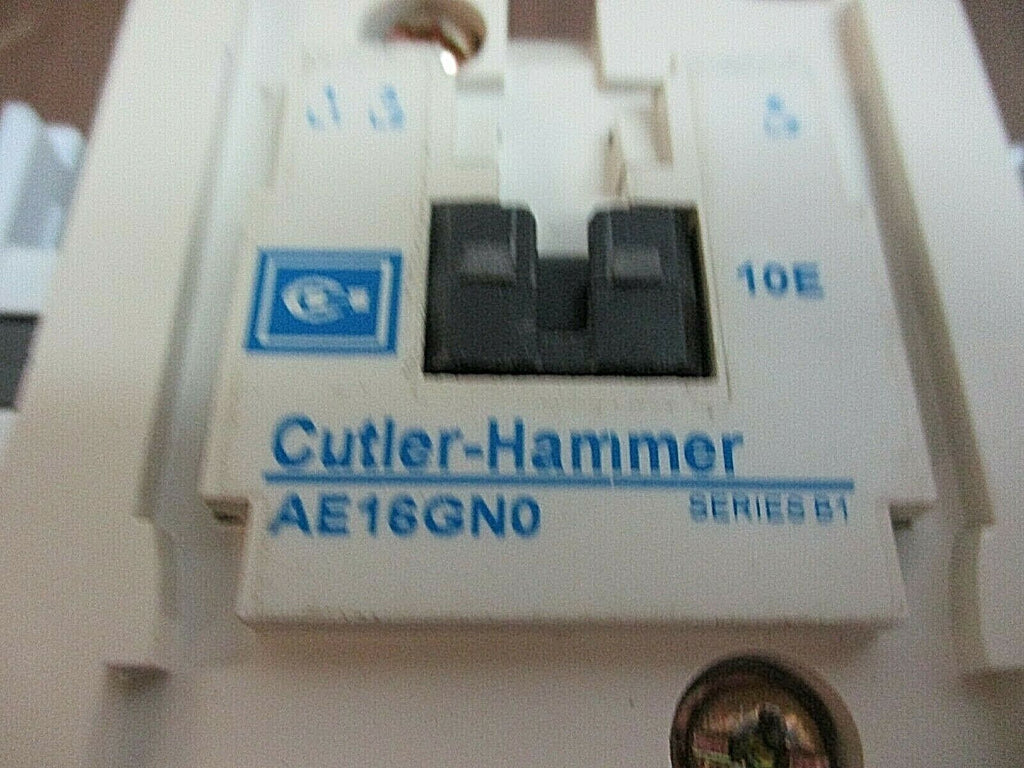 10E
Cutler-Hammer
AE16GN0
SERIES B1